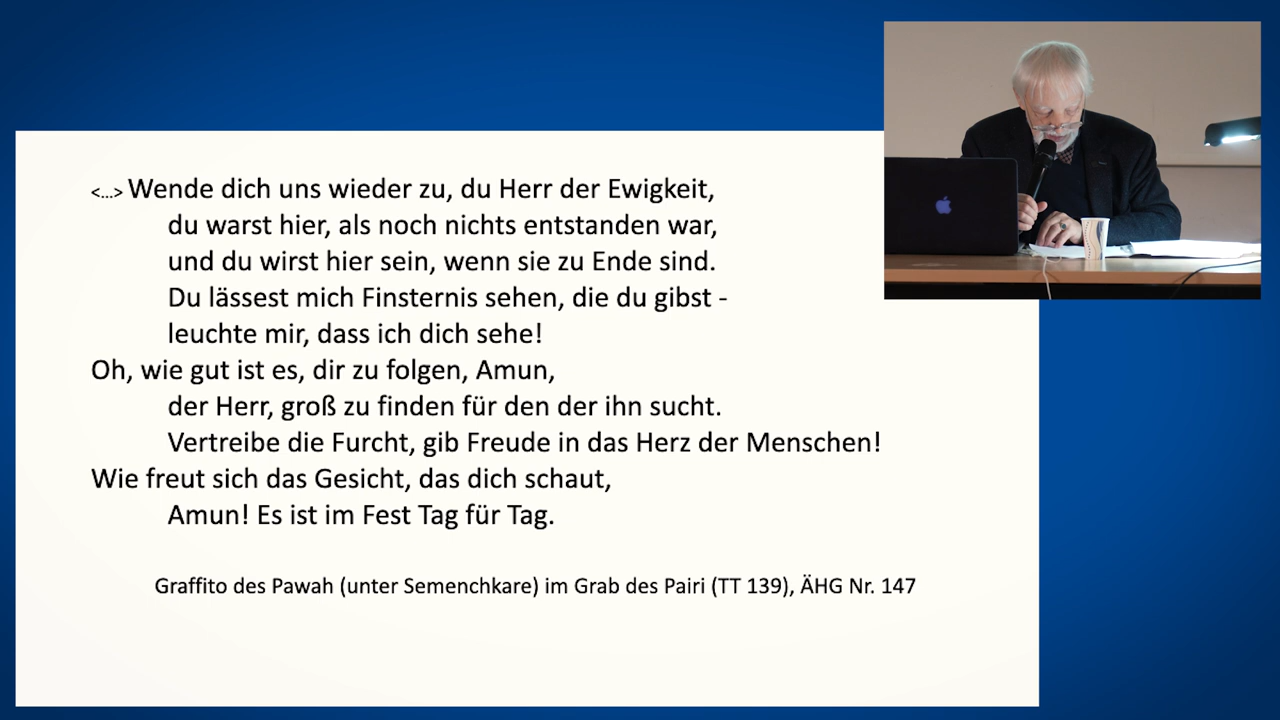 <...> Wende dich uns wieder zu, du Herr der Ewigkeit,
du warst hier, als noch nichts entstanden war,
und du wirst hier sein, wenn sie zu Ende sind.
Du lässest mich Finsternis sehen, die du gibst -
leuchte mir, dass ich dich sehe!
Oh, wie gut ist es, dir zu folgen, Amun,
der Herr, groß zu finden für den der ihn sucht.
Vertreibe die Furcht, gib Freude in das Herz der Menschen!
Wie freut sich das Gesicht, das dich schaut,
Amun! Es ist im Fest Tag für Tag.
Graffito des Pawah (unter Semenchkare) im Grab des Pairi (TT 139), ÄHG Nr. 147